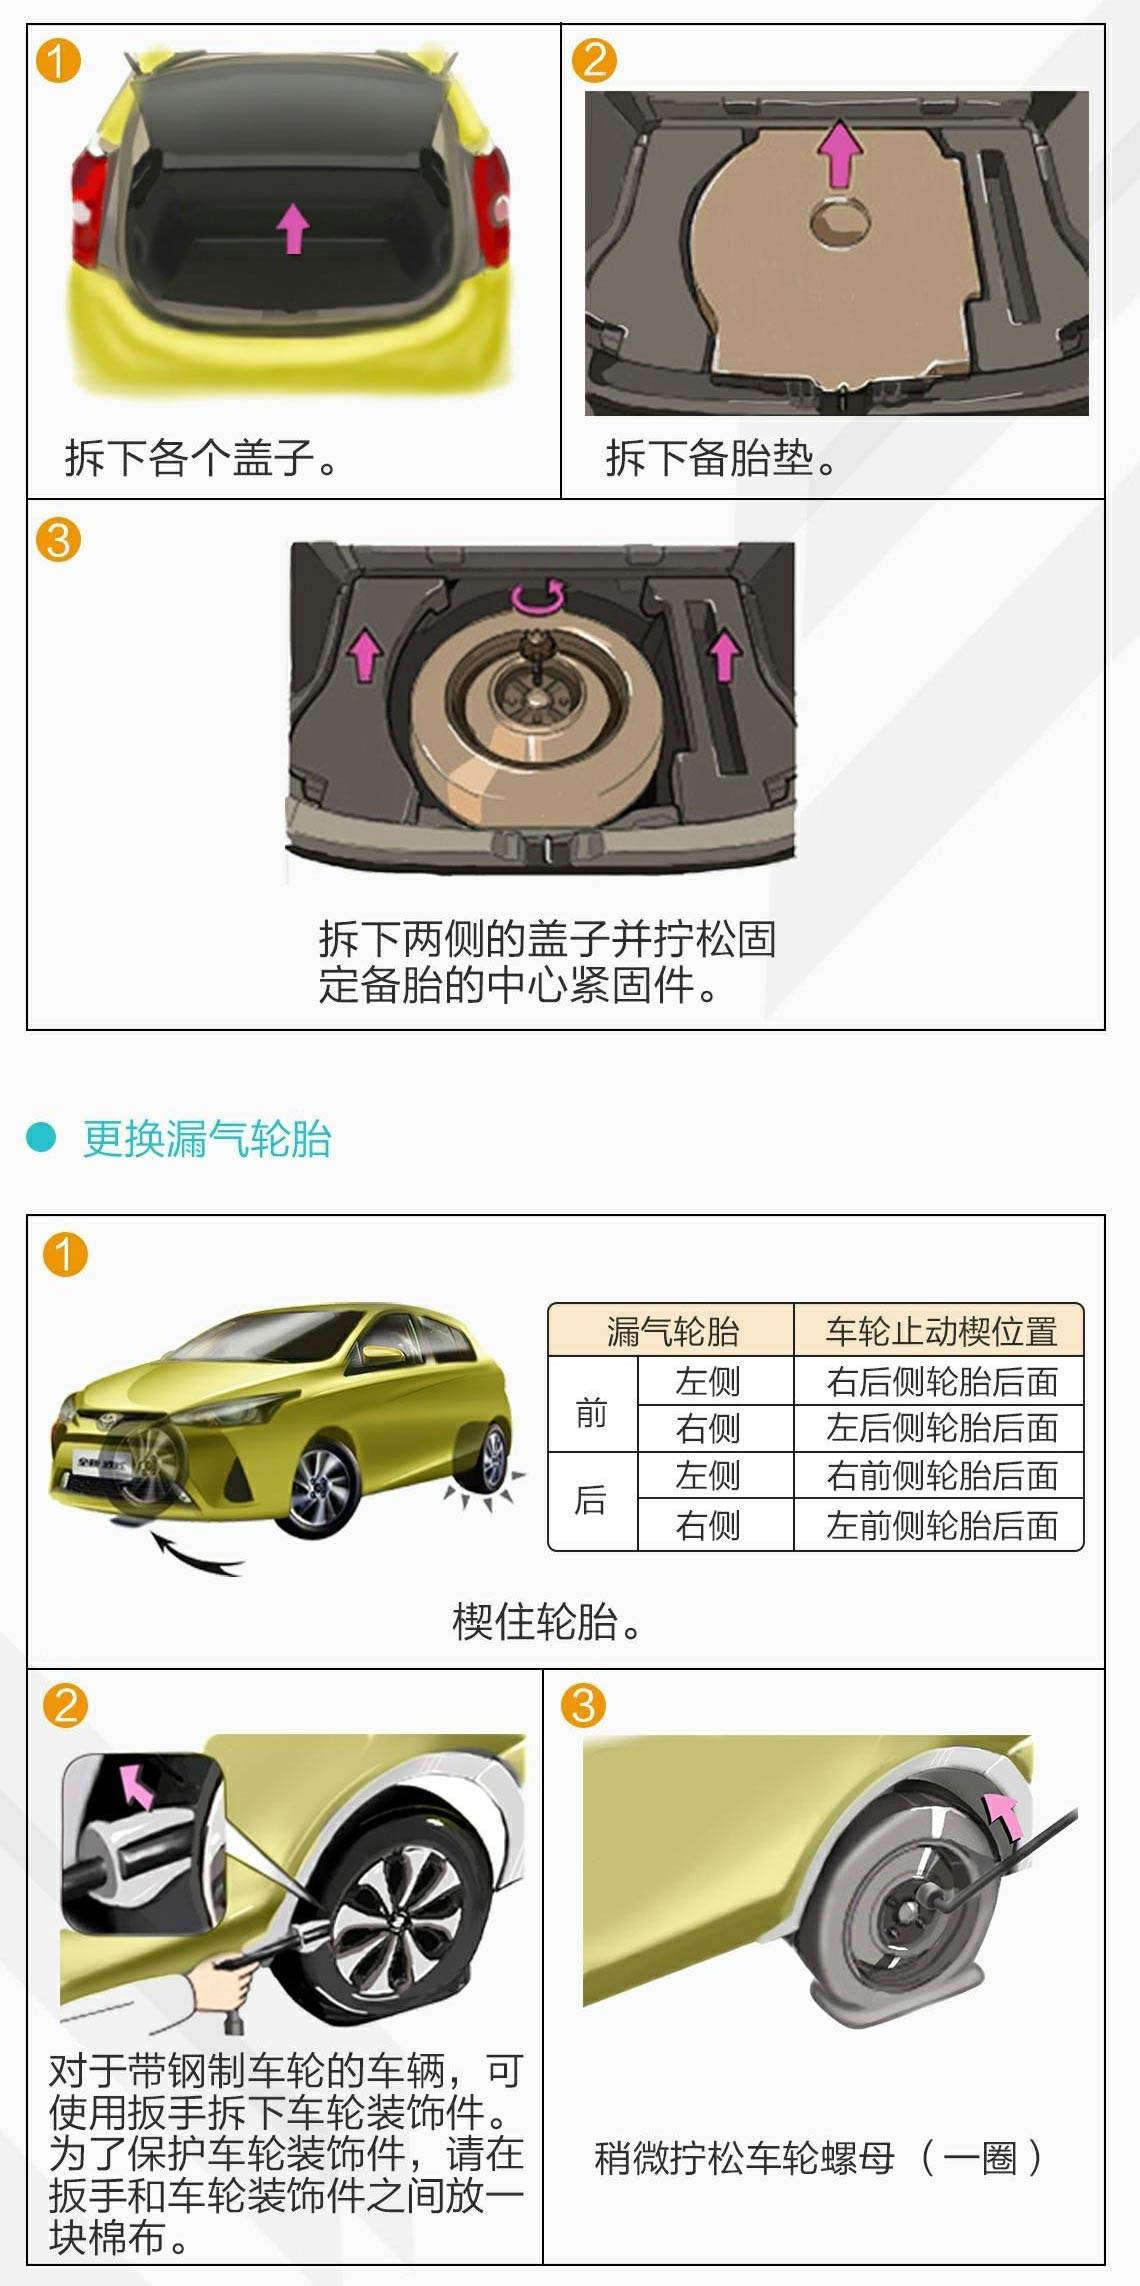 1
拆下各个盖子。
2
拆下备胎垫。
3
拆下两侧的盖子并拧松固
定备胎的中心紧固件。
更换漏气轮胎
1
漏气轮胎 车轮止动楔位置
前 左侧 右后侧轮胎后面
右侧 左后侧轮胎后面
后 左侧 右前侧轮胎后面
右侧 左前侧轮胎后面
楔住轮胎。
2
对于带钢制车轮的车辆，可
使用扳手拆下车轮装饰件。
为了保护车轮装饰件，请在
扳手和车轮装饰件之间放一
块棉布。
3
稍微拧松车轮螺母（一圈）